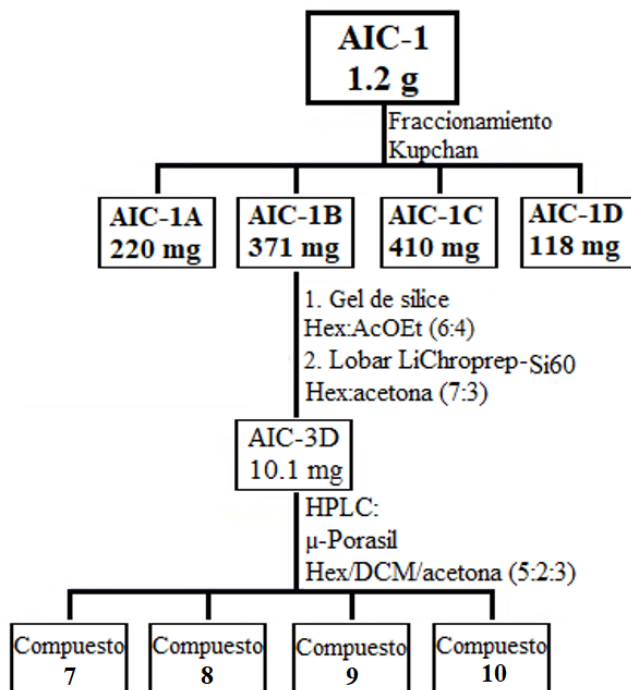 AIC-1
1.2 g
Fraccionamiento
Kupchan
AIC-1A
220 mg
AIC-1B
371 mg
AIC-1C
410 mg
AIC-1D
118 mg
1. Gel de sílice
Hex:AcOEt (6:4)
2. Lobar LiChroprep-Si60
Hex:acetona (7:3)
AIC-3D
10.1 mg
HPLC:
μ-Porasil
Hex/DCM/acetona (5:2:3)
Compuesto
7
Compuesto
8
Compuesto
9
Compuesto
10